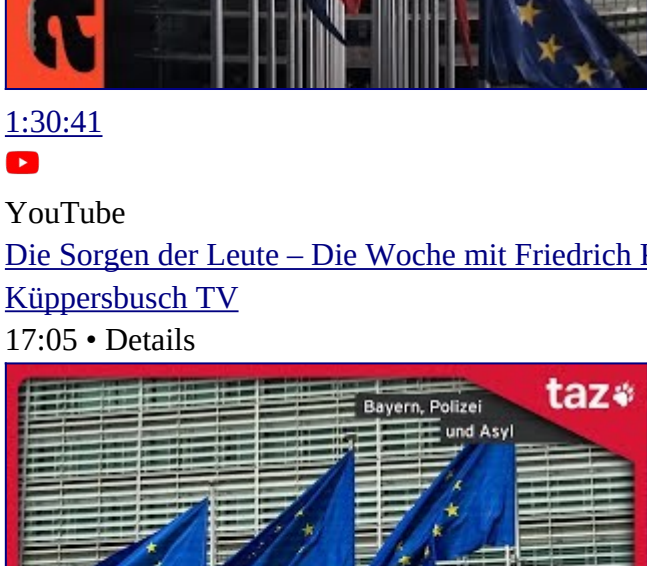 1:30:41
YouTube
Die Sorgen der Leute – Die Woche mit Friedrich
Küppersbusch TV
17:05 • Details
taz
Bayern, Polizei
und Asyl